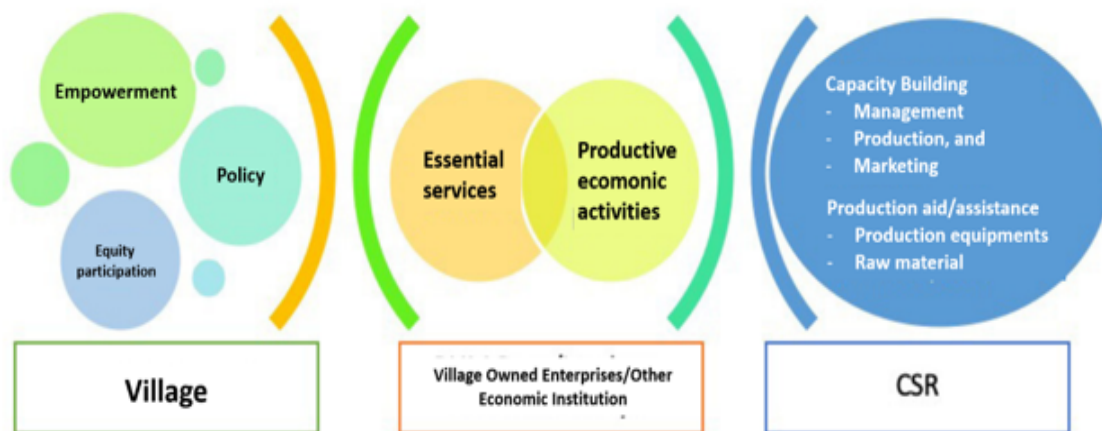 Empowerment
Policy
Equity
participation
Essential
services
Productive
ecomonic
activities
Capacity Building
- Management
- Production, and
- Marketing
Production aid/assistance
- Production equipments
- Raw material
Village
Village Owned Enterprises/Other
Economic Institution
CSR